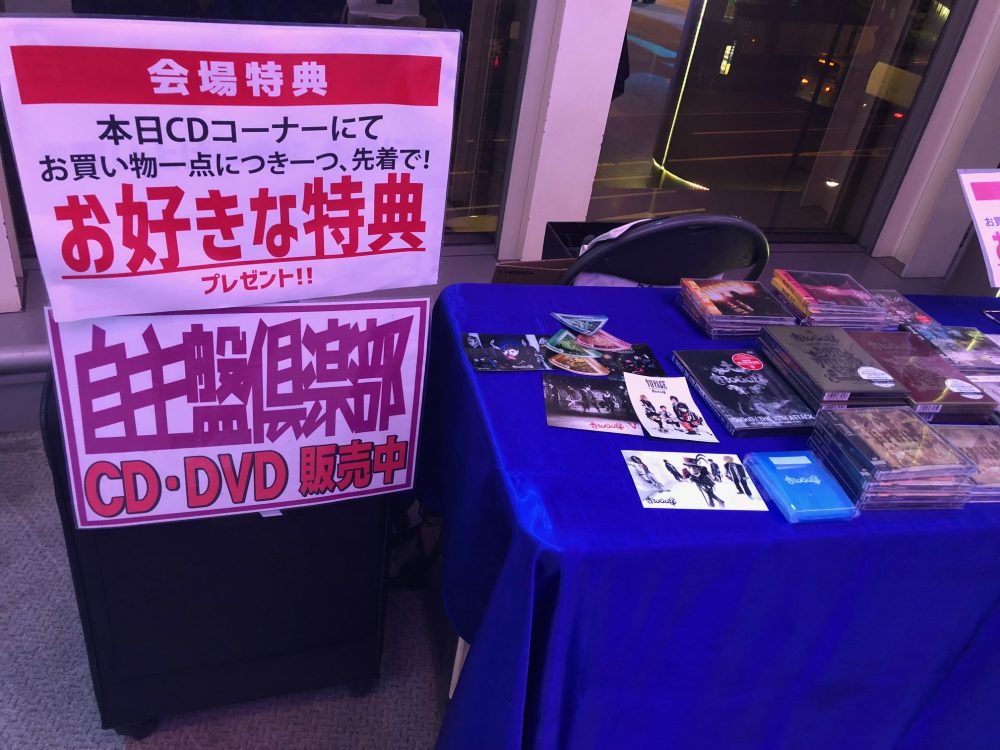 会場特典
本日CDコーナーにて
お買い物一点につき一つ、先着で!
お好きな特典
プレゼント!!
自主盤倶楽部
CD・DVD 販売中
VOYAGE